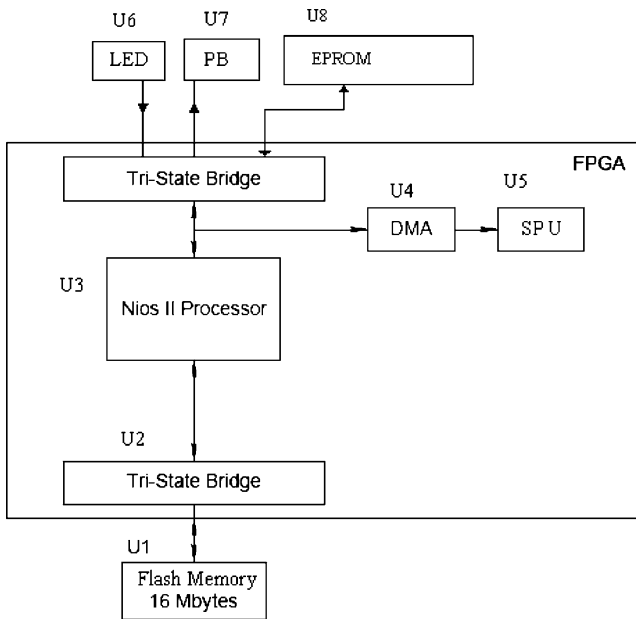 U6
U7
U8
LED
PB
EPROM
FPGA
Tri-State Bridge
U4
U5
DMA
SPU
U3
Nios II Processor
U2
Tri-State Bridge
U1
Flash Memory
16 Mbytes